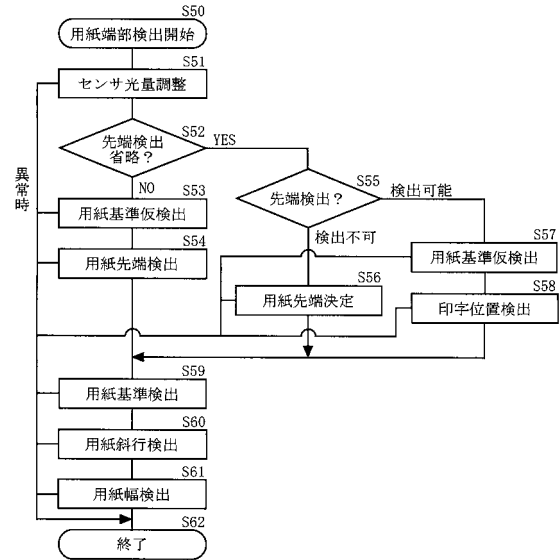 S50
用紙端部検出開始
S51
センサ光量調整
S52
先端検出
省略？
YES
NO
S55
先端検出？
検出可能
検出不可
異常時
S53
用紙基準仮検出
S54
用紙先端検出
S56
用紙先端決定
S57
用紙基準仮検出
S58
印字位置検出
S59
用紙基準検出
S60
用紙斜行検出
S61
用紙幅検出
S62
終了